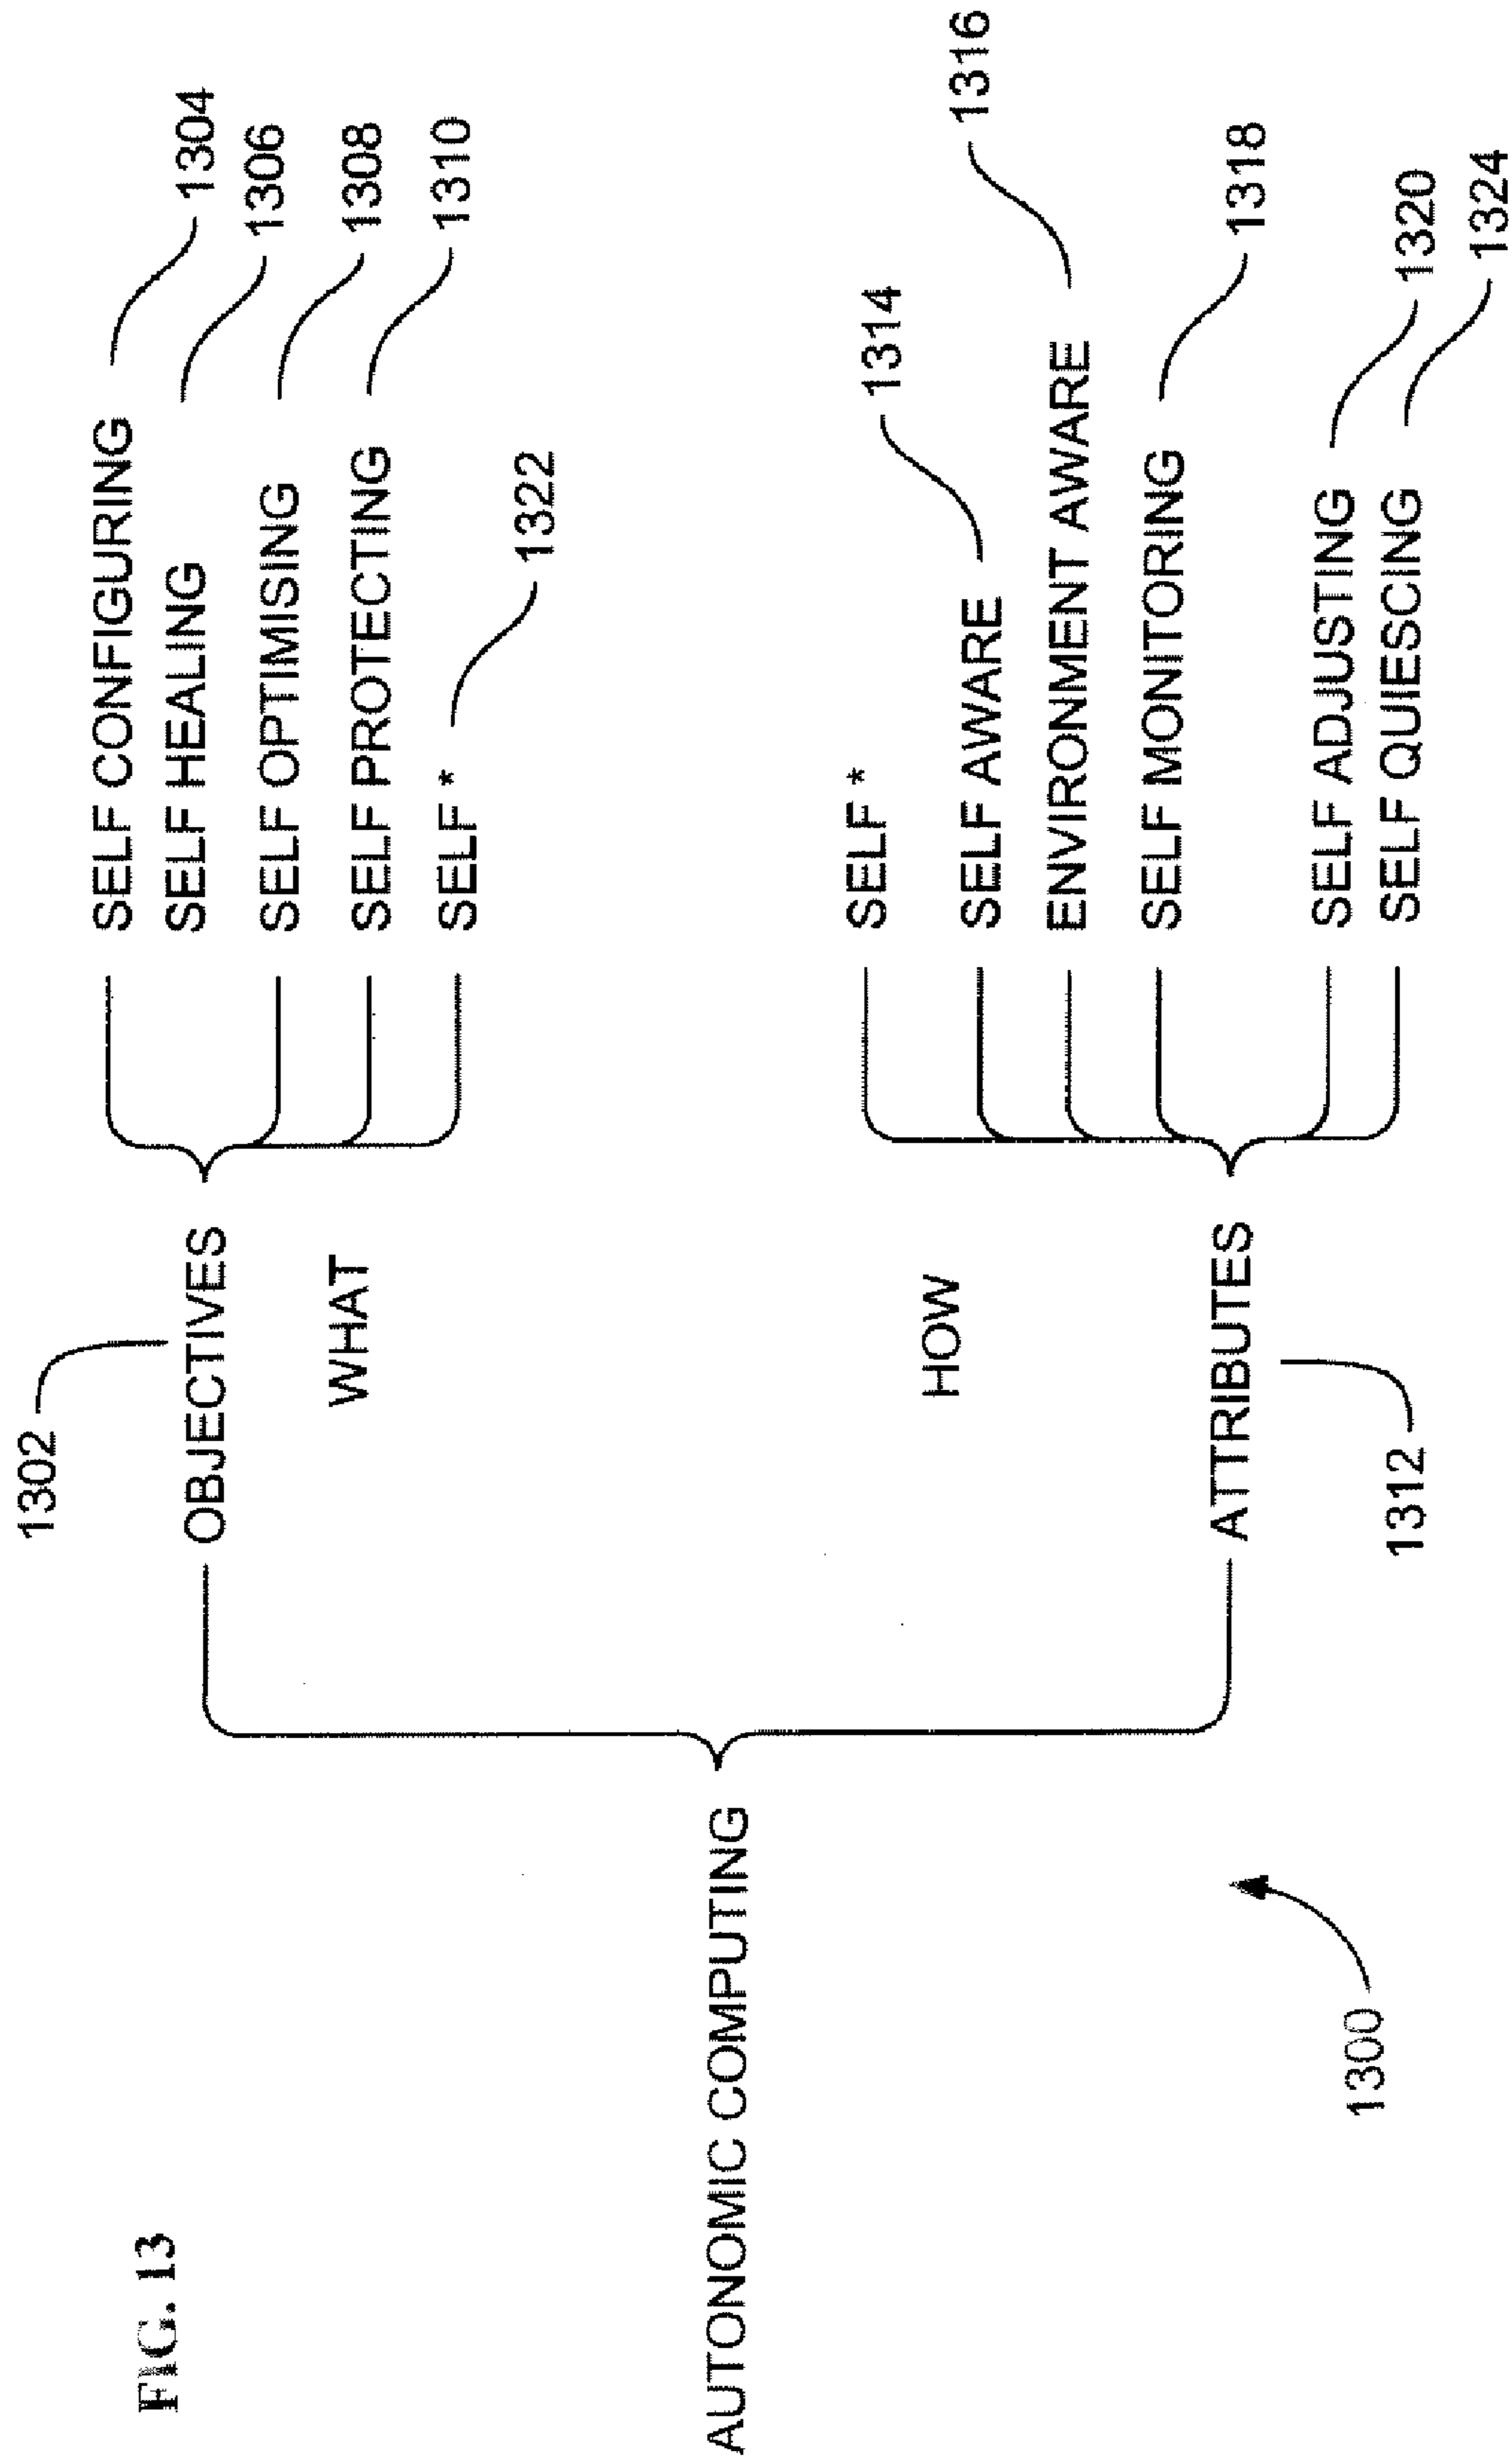 FIG. 13
AUTONOMIC COMPUTING
1300
1302
OBJECTIVES
WHAT
SELF CONFIGURING
1304
SELF HEALING
1306
SELF OPTIMISING
1308
SELF PROTECTING
1310
SELF *
1322
HOW
ATTRIBUTES
1312
SELF *
SELF AWARE
1314
ENVIRONMENT AWARE
1316
SELF MONITORING
1318
SELF ADJUSTING
1320
SELF QUIESCING
1324